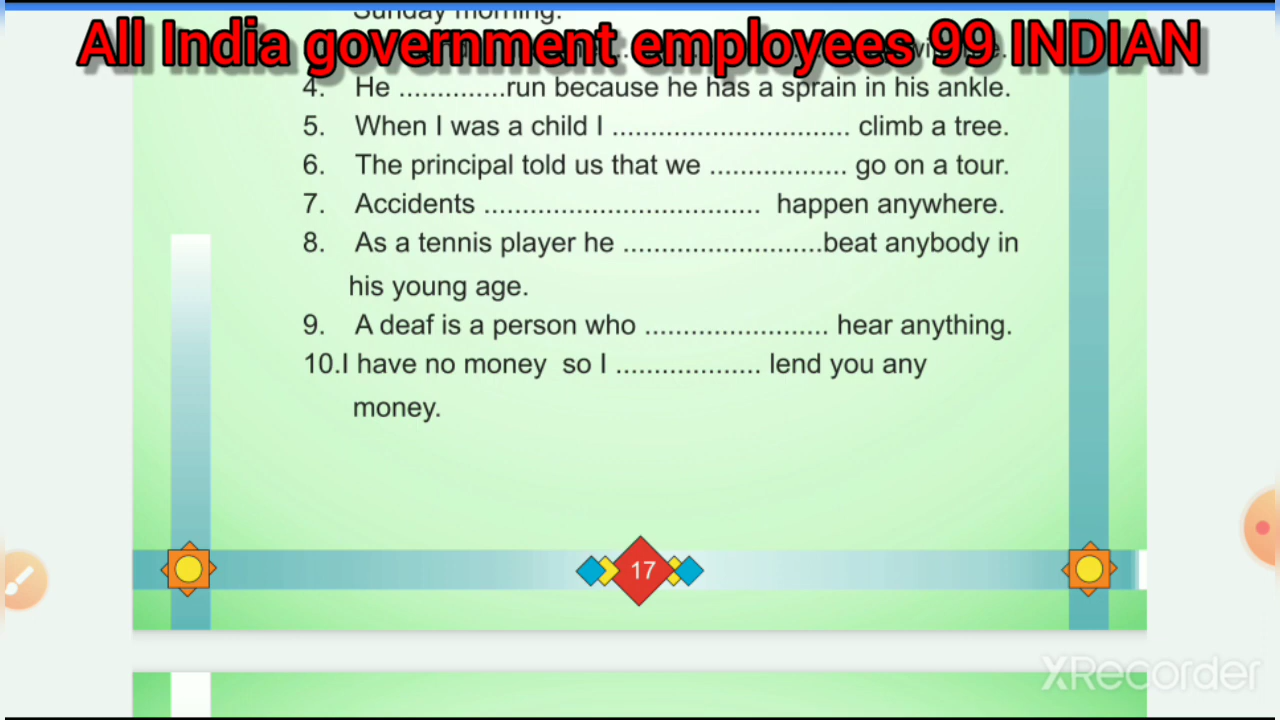 Sunday morning.
All India government employees 99 INDIAN
4. He ..............run because he has a sprain in his ankle.
5. When I was a child I ............................... climb a tree.
6. The principal told us that we .................. go on a tour.
7. Accidents .................................... happen anywhere.
8. As a tennis player he ..........................beat anybody in
his young age.
9. A deaf is a person who ........................ hear anything.
10.I have no money so I ................... lend you any
money.
17
XRecorder